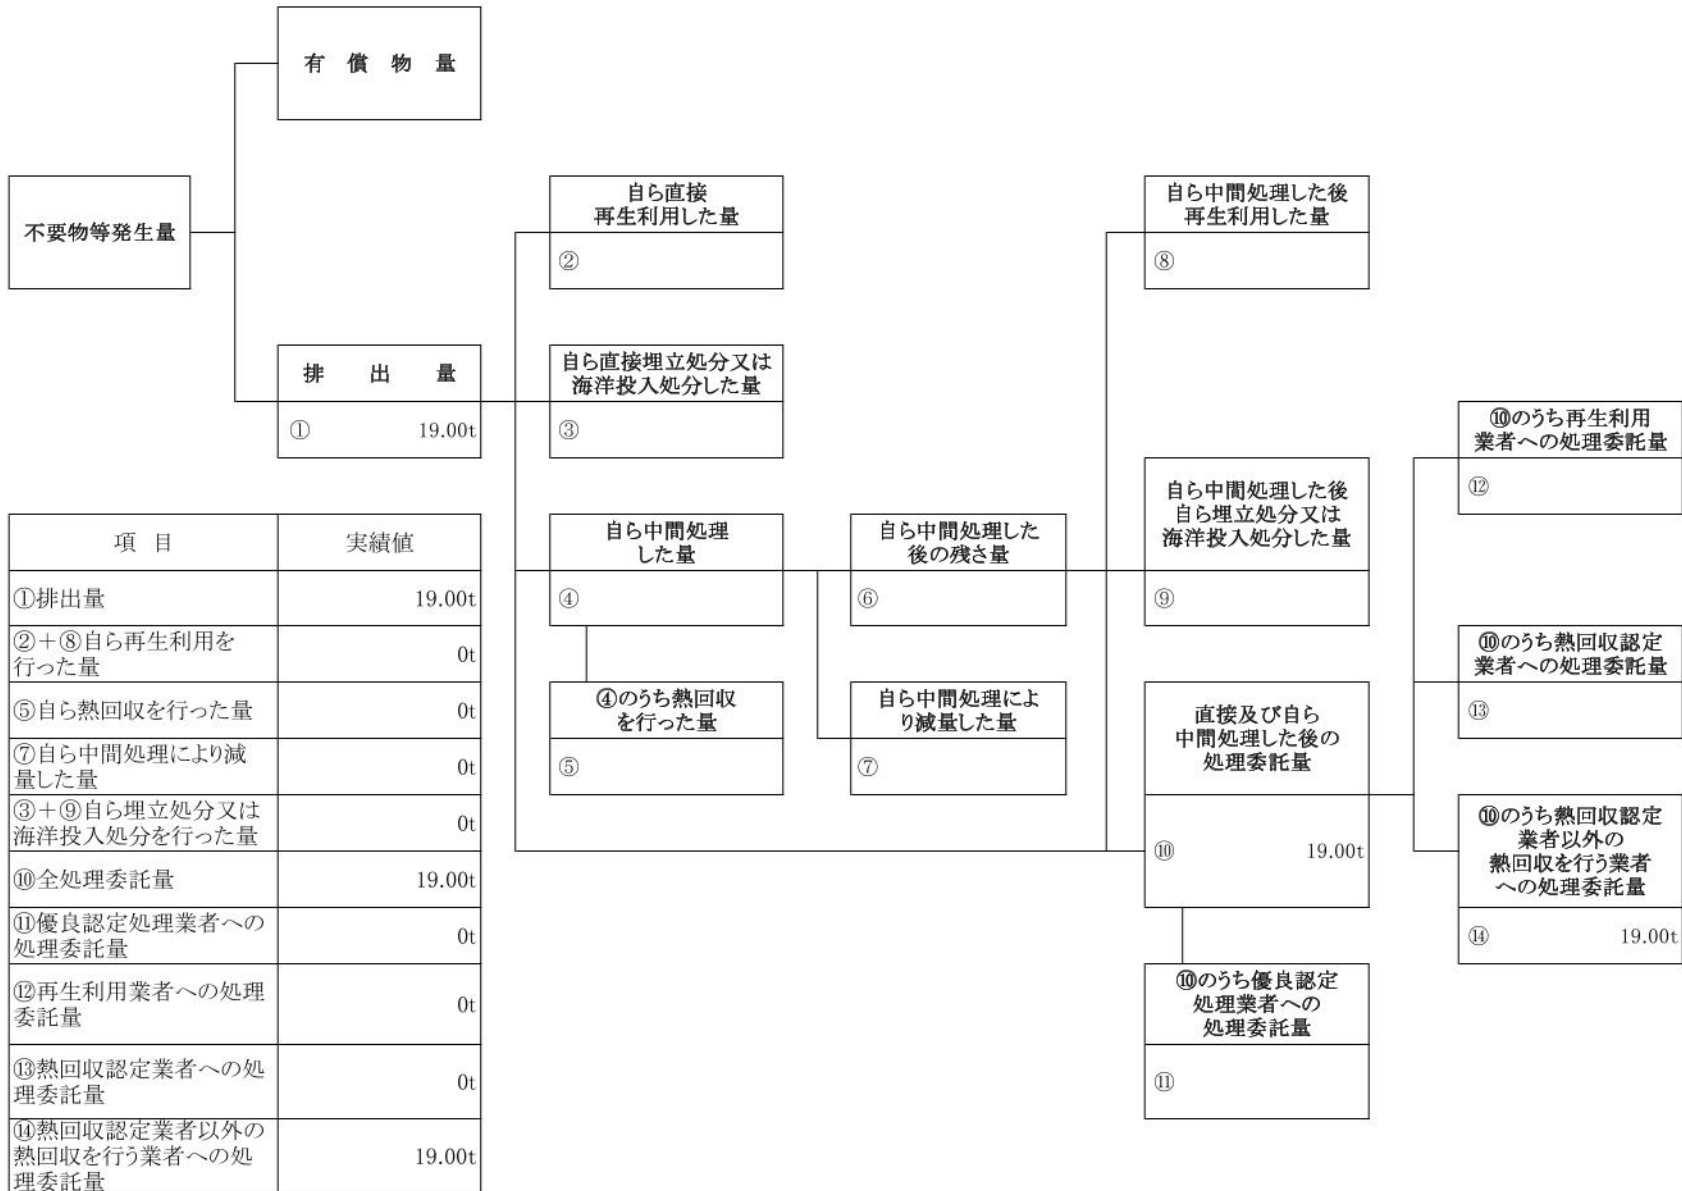 有償物量
不要物等発生量
排出量
① 19.00t
自ら直接
再生利用した量
②
自ら直接埋立処分又は
海洋投入処分した量
③
自ら中間処理
した量
④
④のうち熱回収
を行った量
⑤
自ら中間処理した
後の残さ量
⑥
自ら中間処理によ
り減量した量
⑦
自ら中間処理した後
再生利用した量
⑧
自ら中間処理した後
自ら埋立処分又は
海洋投入処分した量
⑨
直接及び自ら
中間処理した後の
処理委託量
⑩ 19.00t
⑩のうち優良認定
処理業者への
処理委託量
⑪
⑩のうち再生利用
業者への処理委託量
⑫
⑩のうち熱回収認定
業者への処理委託量
⑬
⑩のうち熱回収認定
業者以外の
熱回収を行う業者
への処理委託量
⑭ 19.00t
項目 実績値
①排出量 19.00t
②+⑧自ら再生利用を
行った量 0t
⑤自ら熱回収を行った量 0t
⑦自ら中間処理により減
量した量 0t
③+⑨自ら埋立処分又は
海洋投入処分を行った量 0t
⑩全処理委託量 19.00t
⑪優良認定処理業者への
処理委託量 0t
⑫再生利用業者への処理
委託量 0t
⑬熱回収認定業者への処
理委託量 0t
⑭熱回収認定業者以外の
熱回収を行う業者への処
理委託量 19.00t